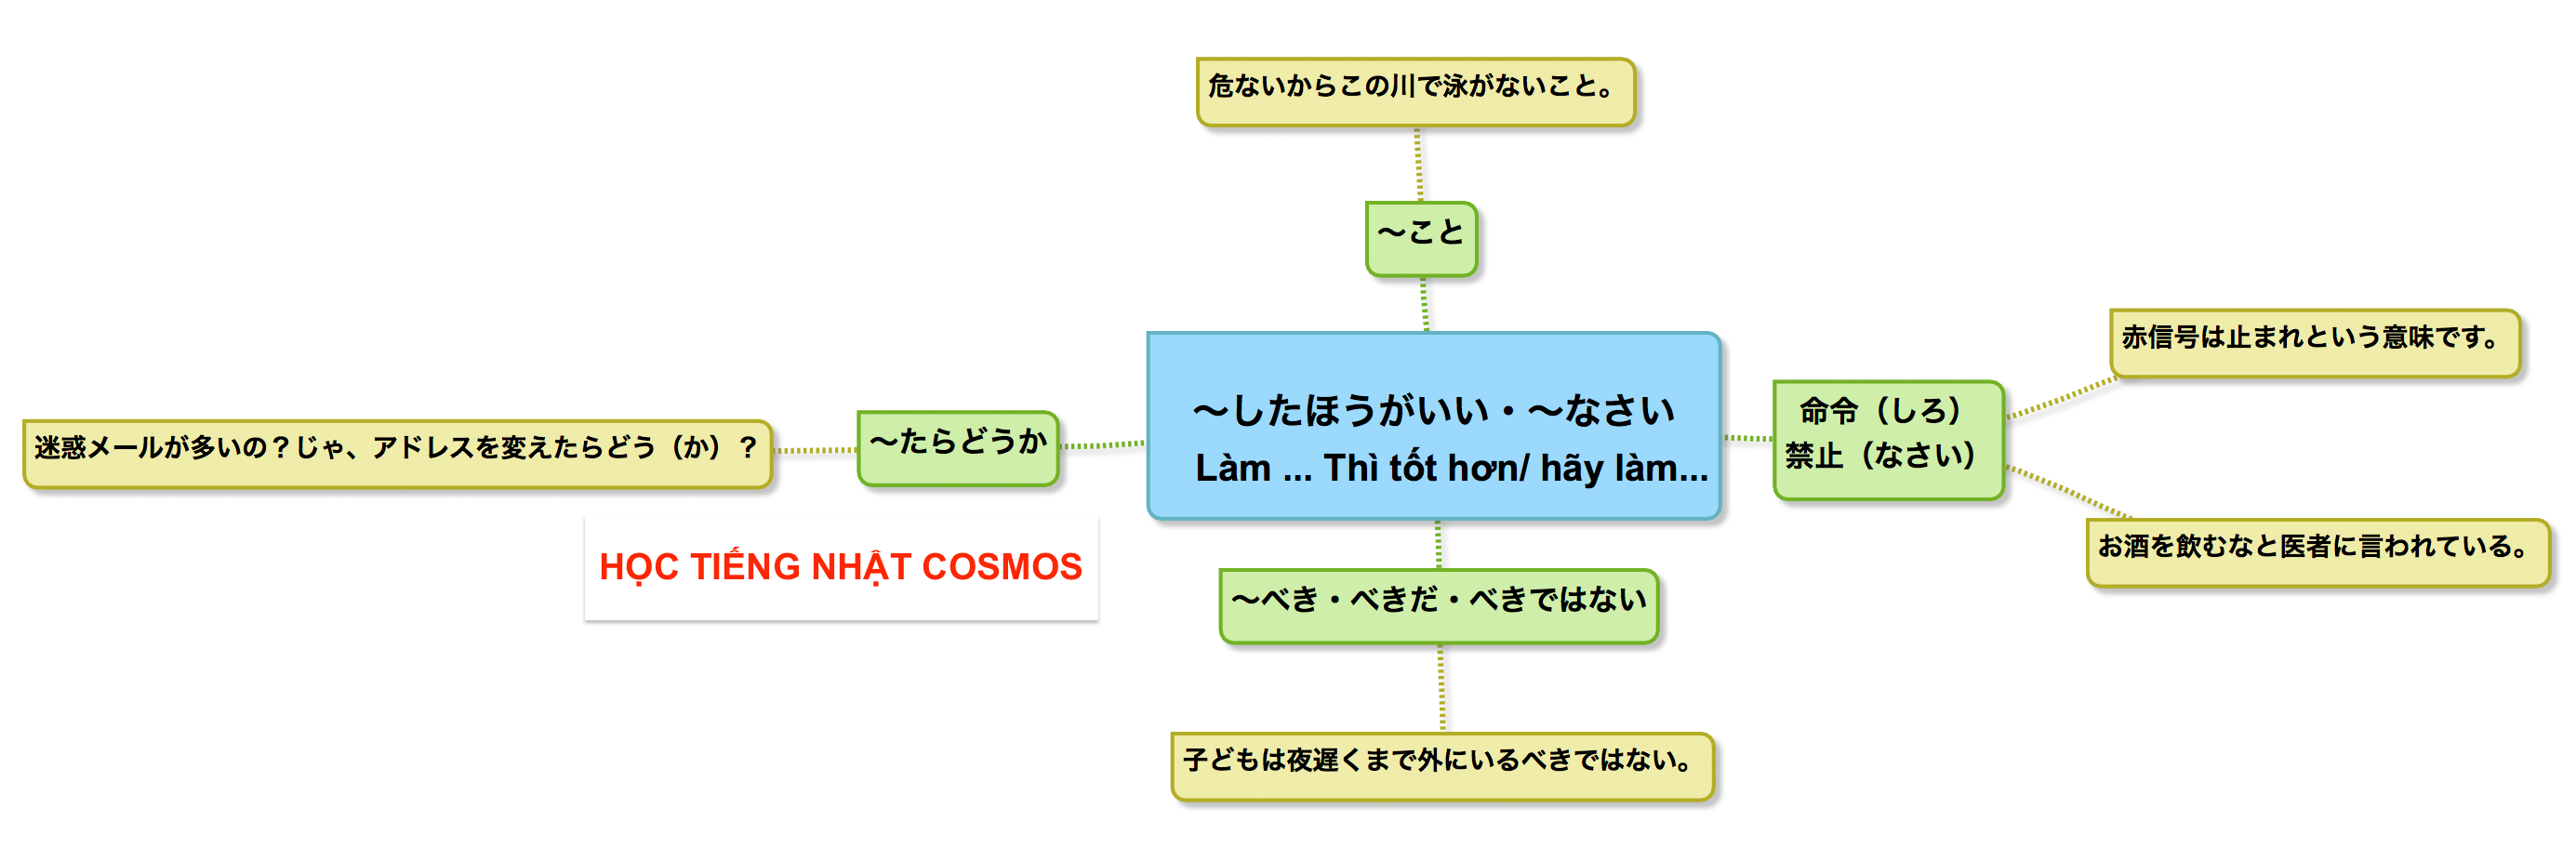 危ないからこの川で泳がないこと。
～こと
赤信号は止まれという意味です。
～したほうがいい・～なさい
Làm ... Thì tốt hơn/ hãy làm...
命令（しろ）
禁止（なさい）
～たらどうか
迷惑メールが多いの？じゃ、アドレスを変えたらどう（か）？
お酒を飲むなと医者に言われている。
HỌC TIẾNG NHẬT COSMOS
～べき・べきだ・べきではない
子どもは夜遅くまで外にいるべきではない。